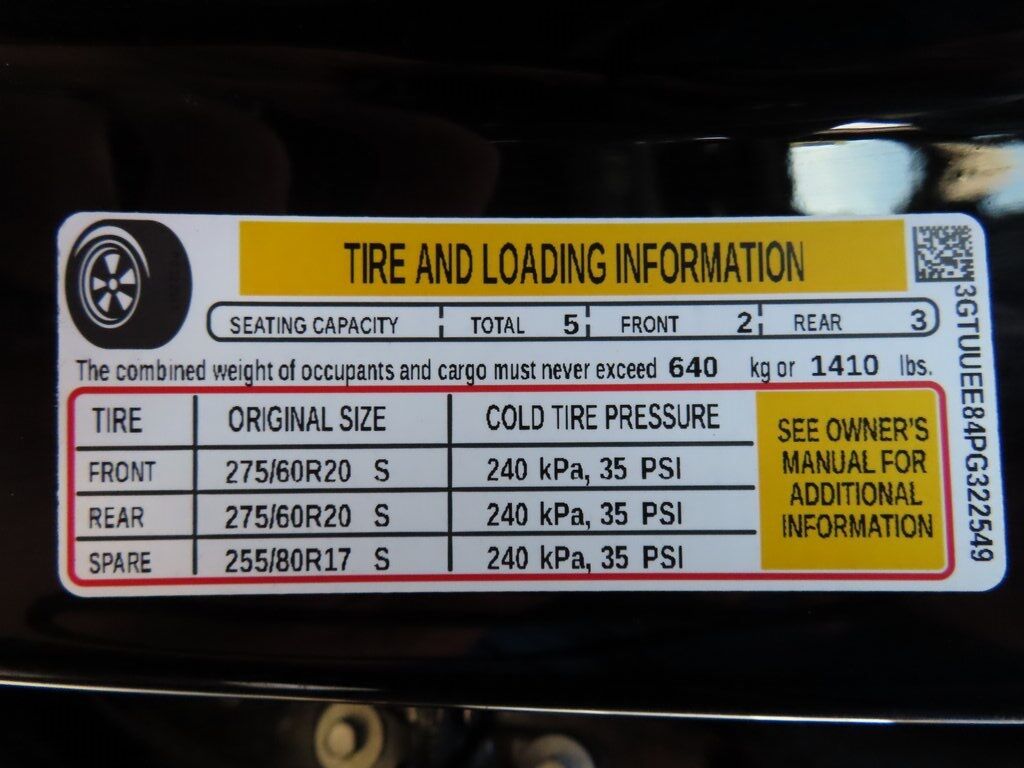 TIRE AND LOADING INFORMATION
SEATING CAPACITY TOTAL 5 FRONT 2 REAR 3
The combined weight of occupants and cargo must never exceed 640 kg or 1410 lbs.
TIRE ORIGINAL SIZE COLD TIRE PRESSURE
FRONT 275/60R20 S 240 kPa, 35 PSI
REAR 275/60R20 S 240 kPa, 35 PSI
SPARE 255/80R17 S 240 kPa, 35 PSI
SEE OWNER'S
MANUAL FOR
ADDITIONAL
INFORMATION
3GTUUEE84PG322549